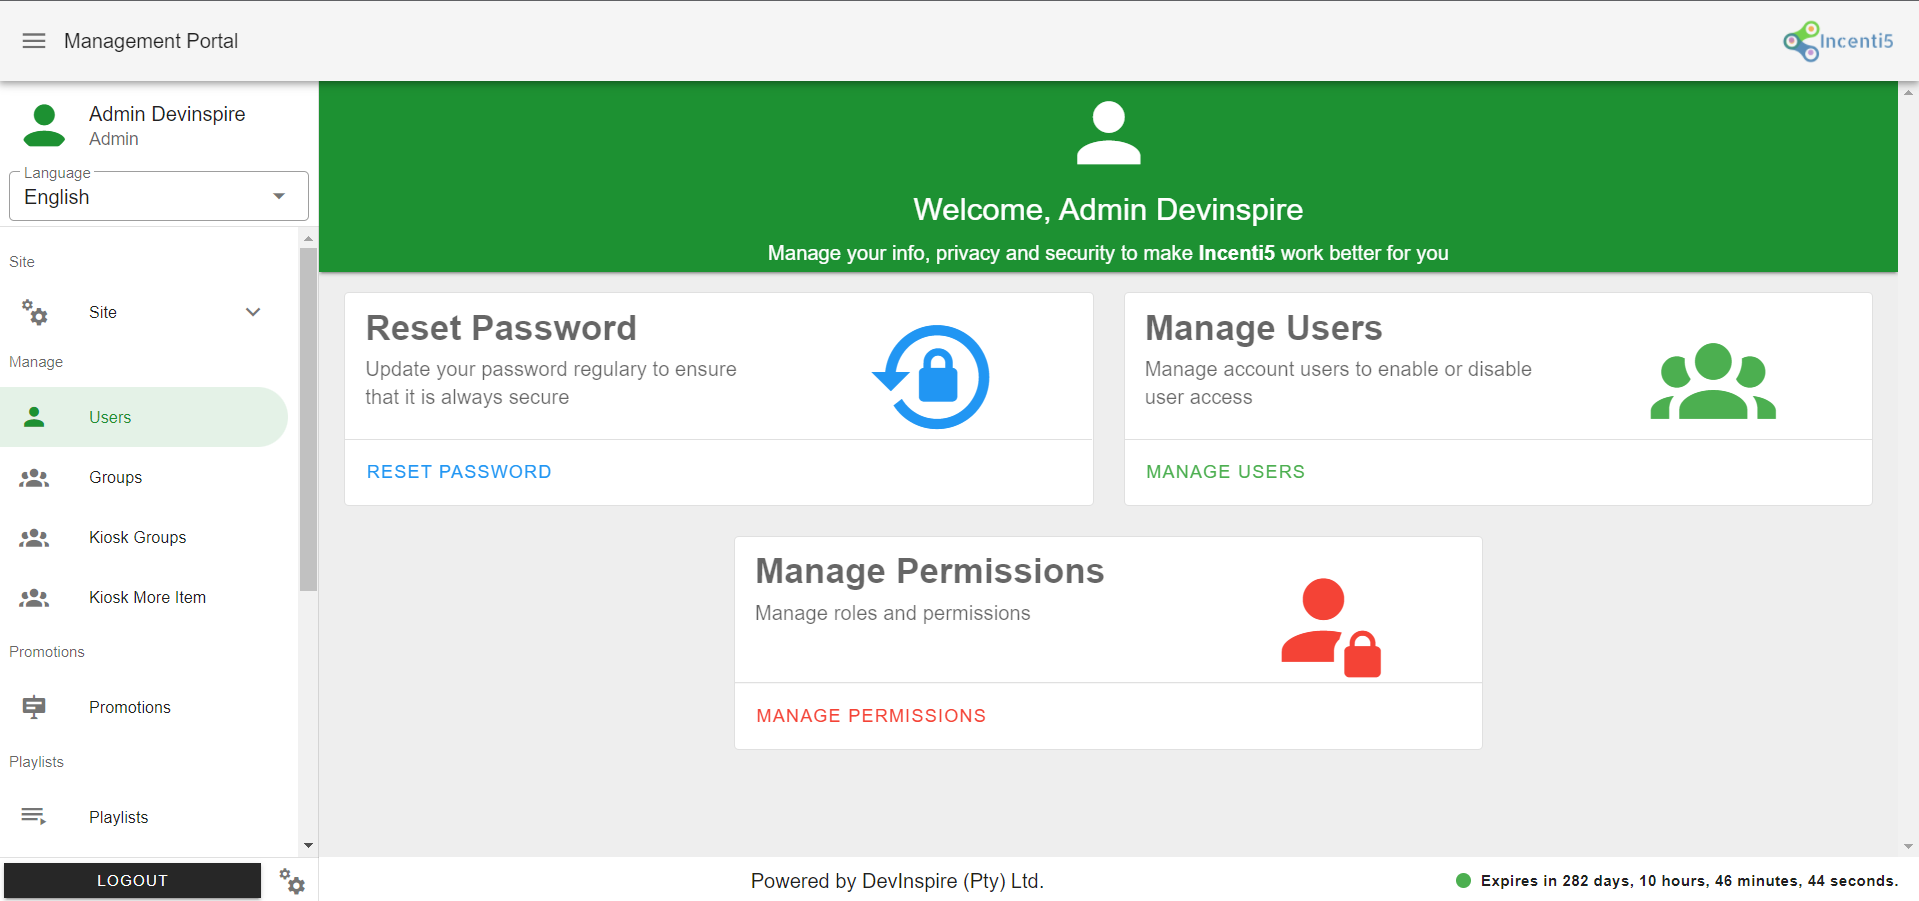 Management Portal
Incenti5
Admin Devinspire
Admin
Language
English
Site
Site
Manage
Users
Groups
Kiosk Groups
Kiosk More Item
Promotions
Promotions
Playlists
Playlists
LOGOUT
Welcome, Admin Devinspire
Manage your info, privacy and security to make Incenti5 work better for you
Reset Password
Update your password regulary to ensure
that it is always secure
RESET PASSWORD
Manage Users
Manage account users to enable or disable
user access
MANAGE USERS
Manage Permissions
Manage roles and permissions
MANAGE PERMISSIONS
Powered by DevInspire (Pty) Ltd.
Expires in 282 days, 10 hours, 46 minutes, 44 seconds.